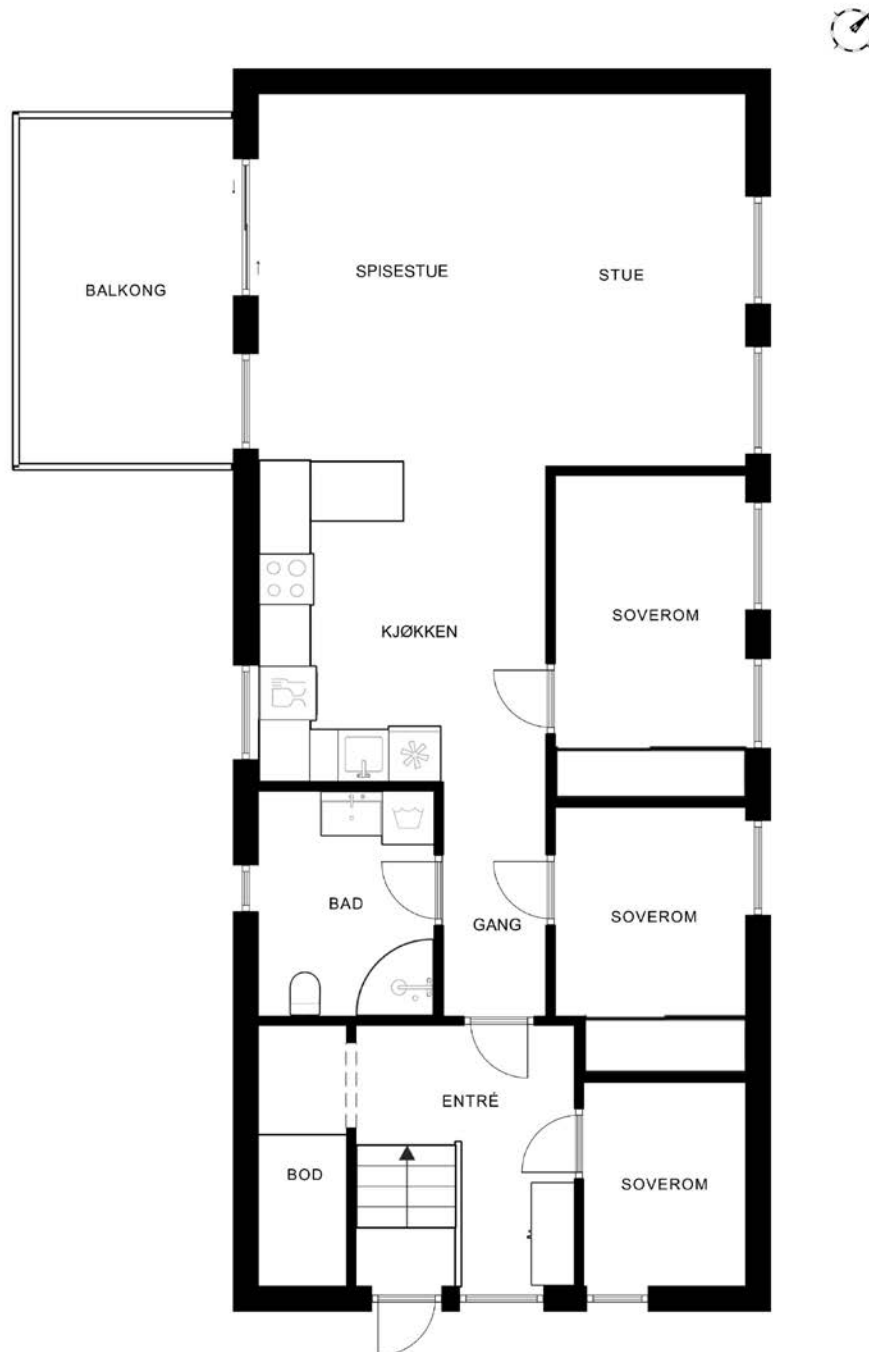 SPISESTUE
STUE
BALKONG
SOVEROM
KJØKKEN
BAD
GANG
SOVEROM
ENTRÉ
BOD
SOVEROM